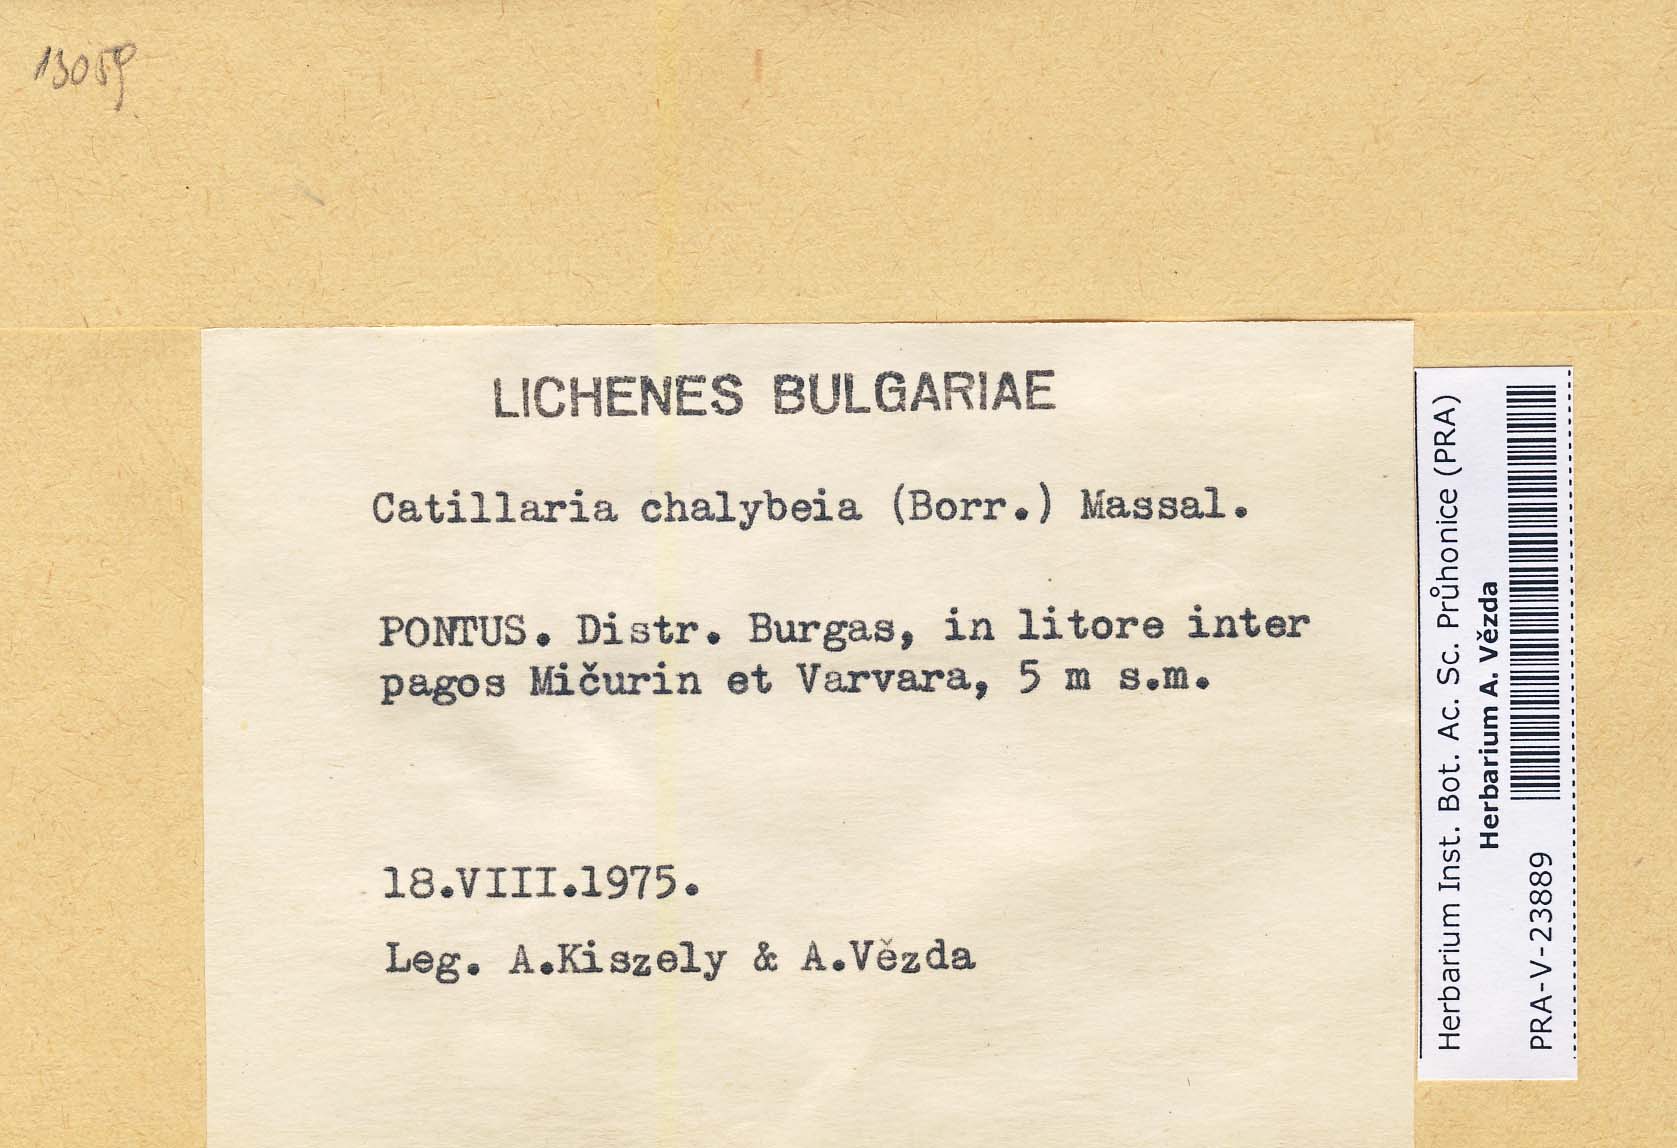 13059
LICHENES BULGARIAE
Catillaria chalybeia (Borr.) Massal.
PONTUS. Distr. Burgas, in litore inter
pagos Mičurin et Varvara, 5 m s.m.
18.VIII.1975.
Leg. A.Kiszely & A.Vězda
Herbarium Inst. Bot. Ac. Sc. Průhonice (PRA)
Herbarium A. Vězda
PRA-V-23889